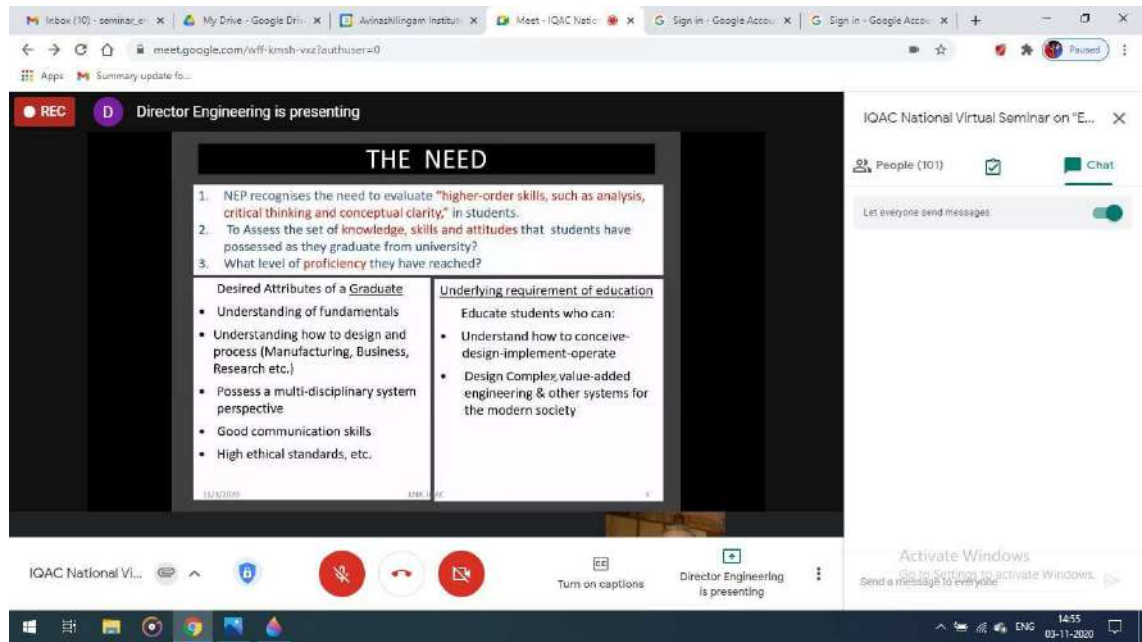 Inbox (10) - seminar_e
My Drive - Google Dri
Avinashilingam Institut
Meet - IQAC Natio
Sign in - Google Accou
Sign in - Google Accou
meet.google.com/wff-kmsh-vxz?authuser=0
Paused
Apps
Summary update fo...
REC
D
Director Engineering is presenting
THE NEED
1. NEP recognises the need to evaluate "higher-order skills, such as analysis,
critical thinking and conceptual clarity," in students.
2. To Assess the set of knowledge, skills and attitudes that students have
possessed as they graduate from university?
3. What level of proficiency they have reached?
Desired Attributes of a Graduate
• Understanding of fundamentals
• Understanding how to design and
process (Manufacturing, Business,
Research etc.)
• Possess a multi-disciplinary system
perspective
• Good communication skills
• High ethical standards, etc.
Underlying requirement of education
Educate students who can:
• Understand how to conceive-
design-implement-operate
• Design Complex value-added
engineering & other systems for
the modern society
IQAC National Virtual Seminar on "E...
People (101)
Chat
Let everyone send messages
Activate Windows
Go to Settings to activate Windows.
Send a message to everyone
IQAC National Vi...
Turn on captions
Director Engineering
is presenting
ENG
14:55
03-11-2020